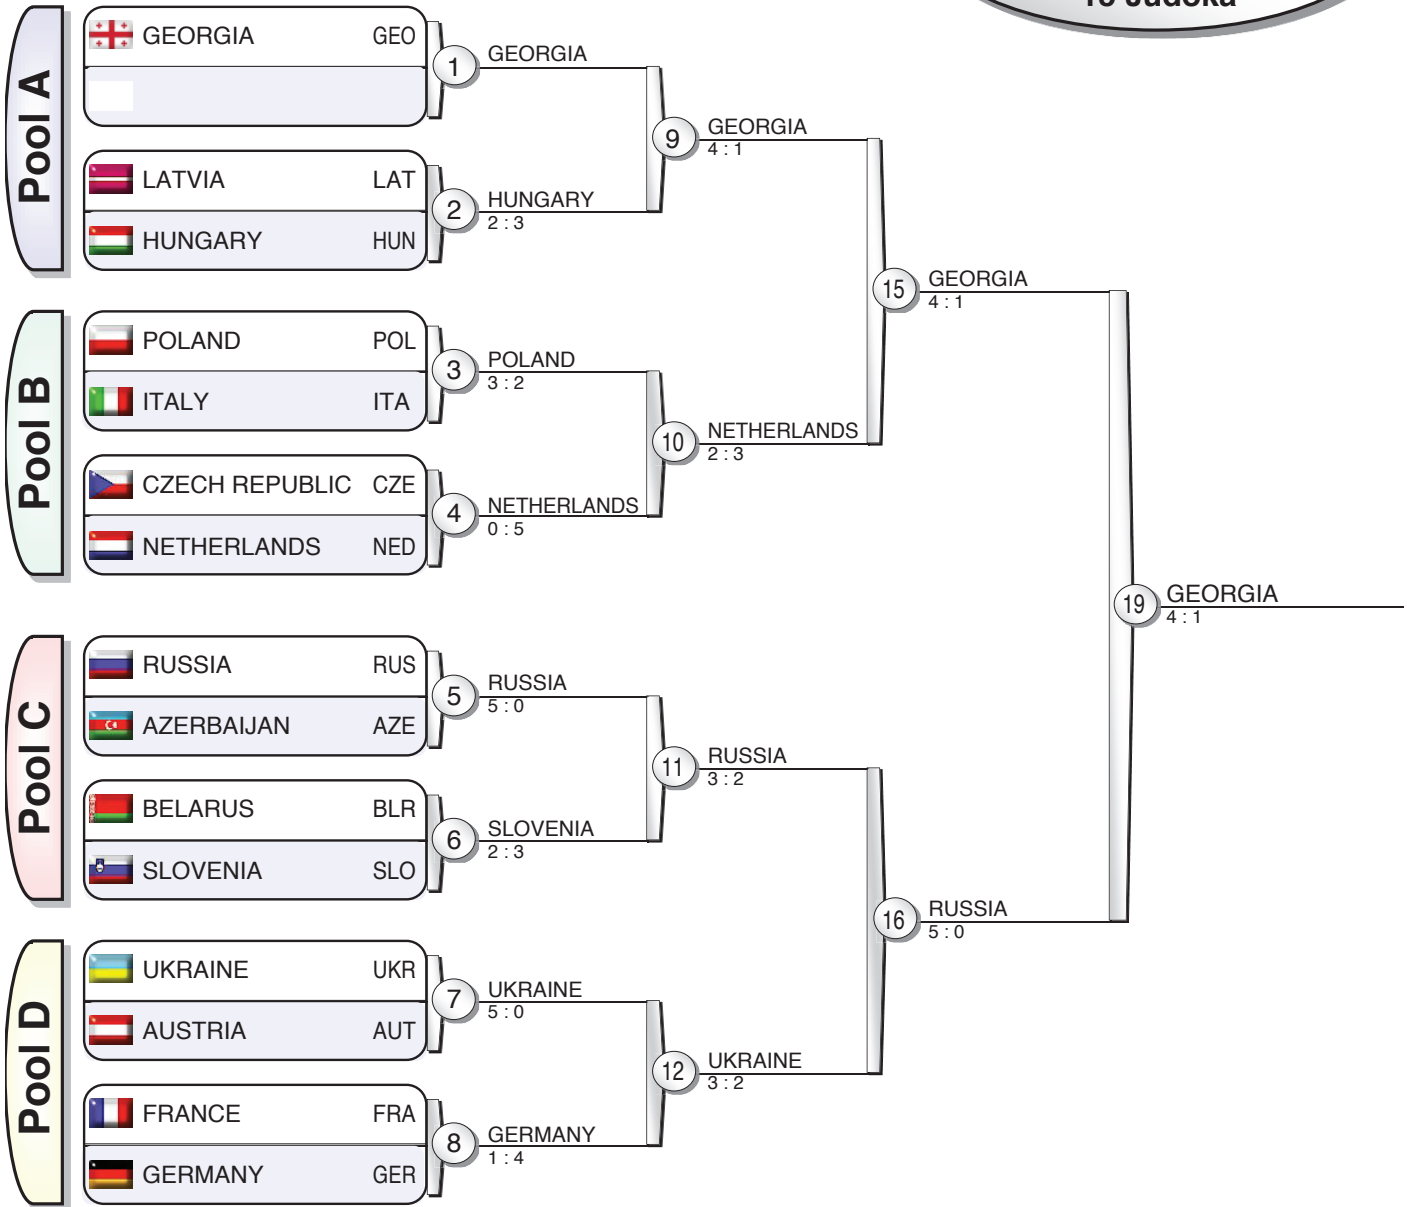 15 Judoka
Pool A
GEORGIA GEO
1
GEORGIA
LATVIA LAT
HUNGARY HUN
2
HUNGARY
2 : 3
9
GEORGIA
4 : 1
Pool B
POLAND POL
ITALY ITA
3
POLAND
3 : 2
CZECH REPUBLIC CZE
NETHERLANDS NED
4
NETHERLANDS
0 : 5
10
NETHERLANDS
2 : 3
15
GEORGIA
4 : 1
Pool C
RUSSIA RUS
AZERBAIJAN AZE
5
RUSSIA
5 : 0
BELARUS BLR
SLOVENIA SLO
6
SLOVENIA
2 : 3
11
RUSSIA
3 : 2
Pool D
UKRAINE UKR
AUSTRIA AUT
7
UKRAINE
5 : 0
FRANCE FRA
GERMANY GER
8
GERMANY
1 : 4
12
UKRAINE
3 : 2
16
RUSSIA
5 : 0
19
GEORGIA
4 : 1